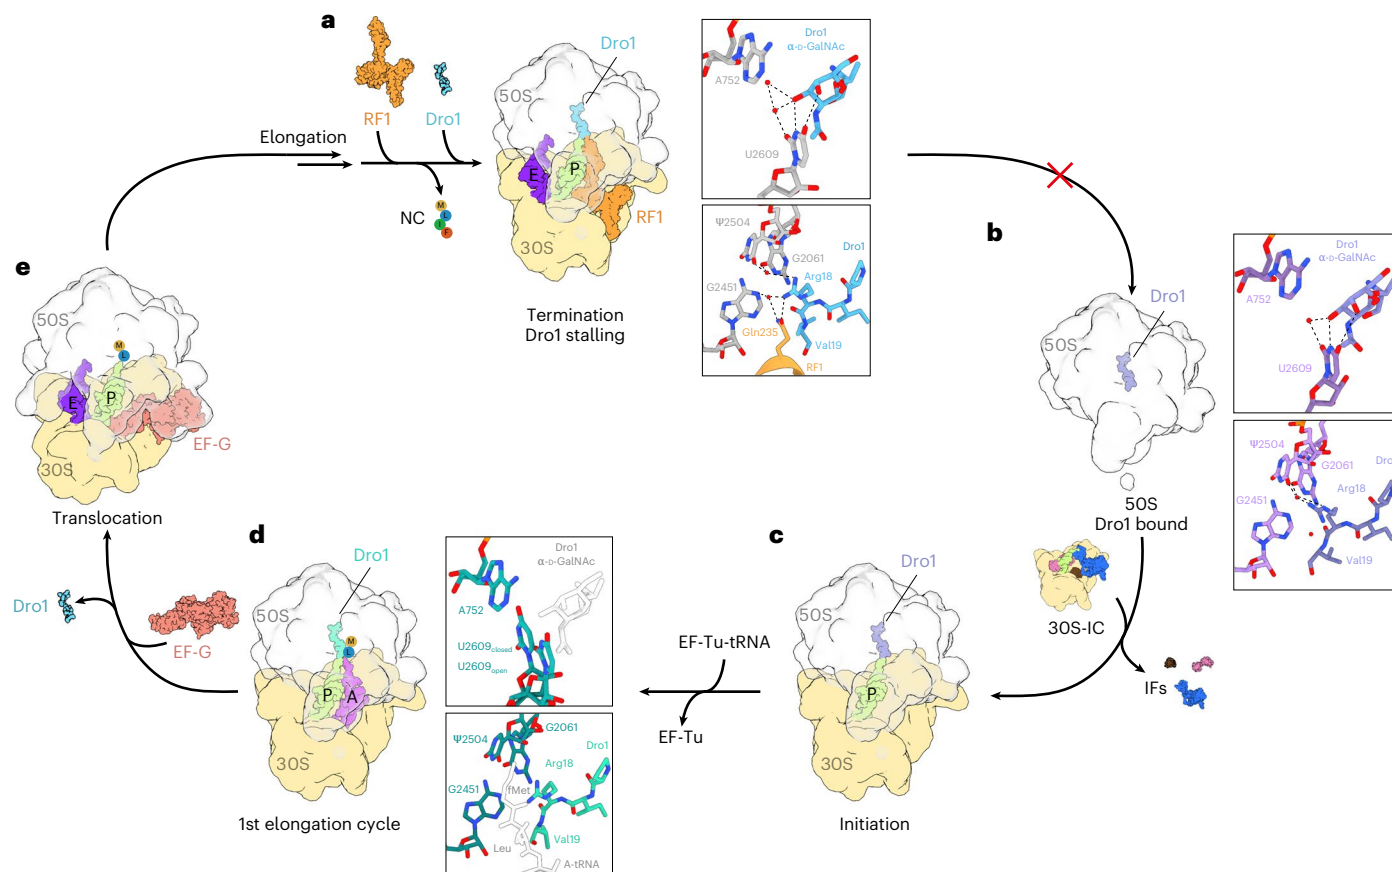 a
RF1
Dro1
Elongation
NC
M
L
I
F
50S
Dro1
E
P
RF1
30S
Termination
Dro1 stalling
Dro1
α-D-GalNAc
A752
U2609
Ψ2504
G2061
Dro1
Arg18
G2451
Gln235
Val19
RF1
b
Dro1
50S
50S
Dro1 bound
Dro1
α-D-GalNAc
A752
U2609
Ψ2504
G2061
Dro
Arg18
G2451
Val19
30S-IC
IFs
c
Dro1
50S
P
30S
Initiation
EF-Tu-tRNA
EF-Tu
d
Dro1
50S
M
L
P
A
30S
1st elongation cycle
Dro1
α-D-GalNAc
A752
U2609closed
U2609open
Ψ2504
G2061
Dro1
Arg18
G2451
fMet
Val19
Leu
A-tRNA
e
50S
M
L
E
P
EF-G
30S
Translocation
Dro1
EF-G